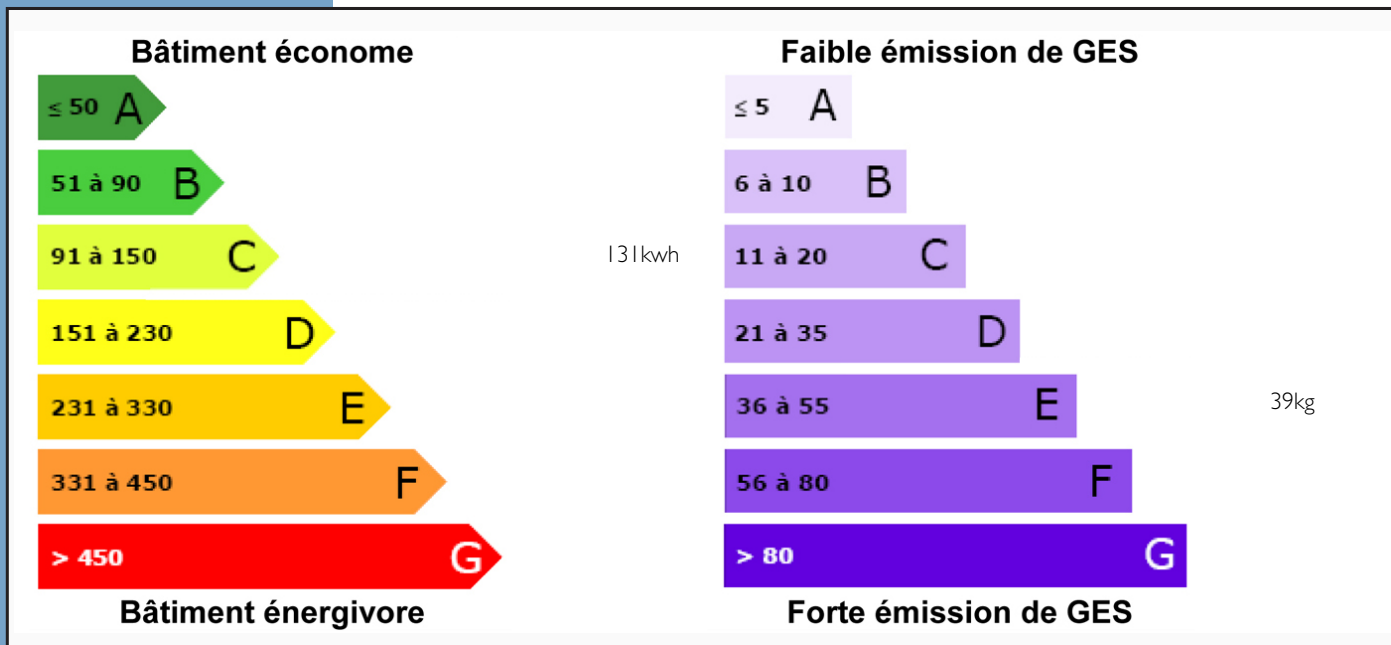 Bâtiment économe
≤ 50 A
51 à 90 B
91 à 150 C
131kwh
151 à 230 D
231 à 330 E
331 à 450 F
> 450 G
Bâtiment énergivore
Faible émission de GES
≤ 5 A
6 à 10 B
11 à 20 C
21 à 35 D
36 à 55 E
39kg
56 à 80 F
> 80 G
Forte émission de GES